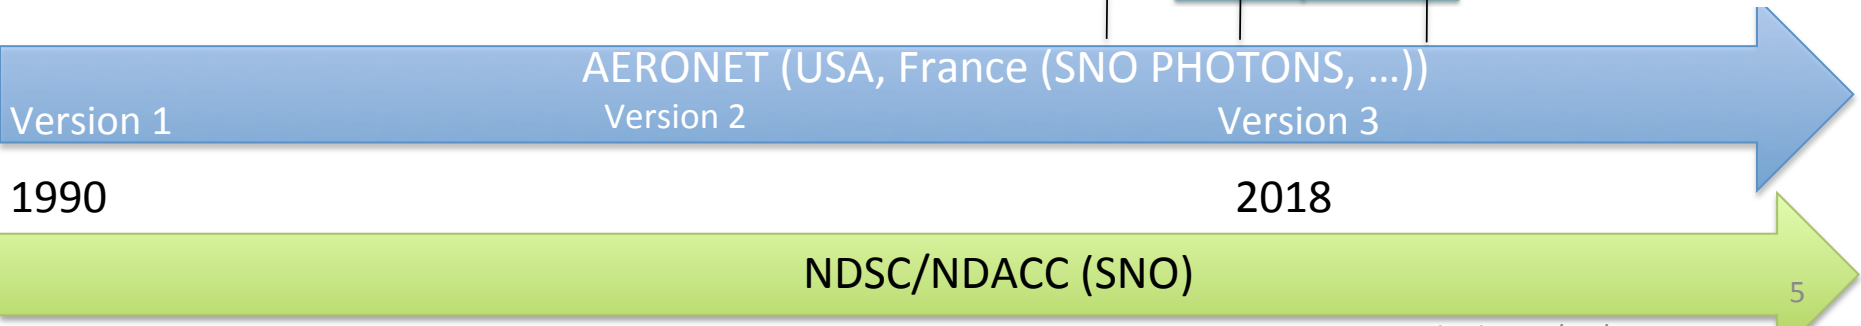 AERONET (USA, France (SNO PHOTONS, ...))
Version 1
Version 2
Version 3
1990
2018
NDSC/NDACC (SNO)
5